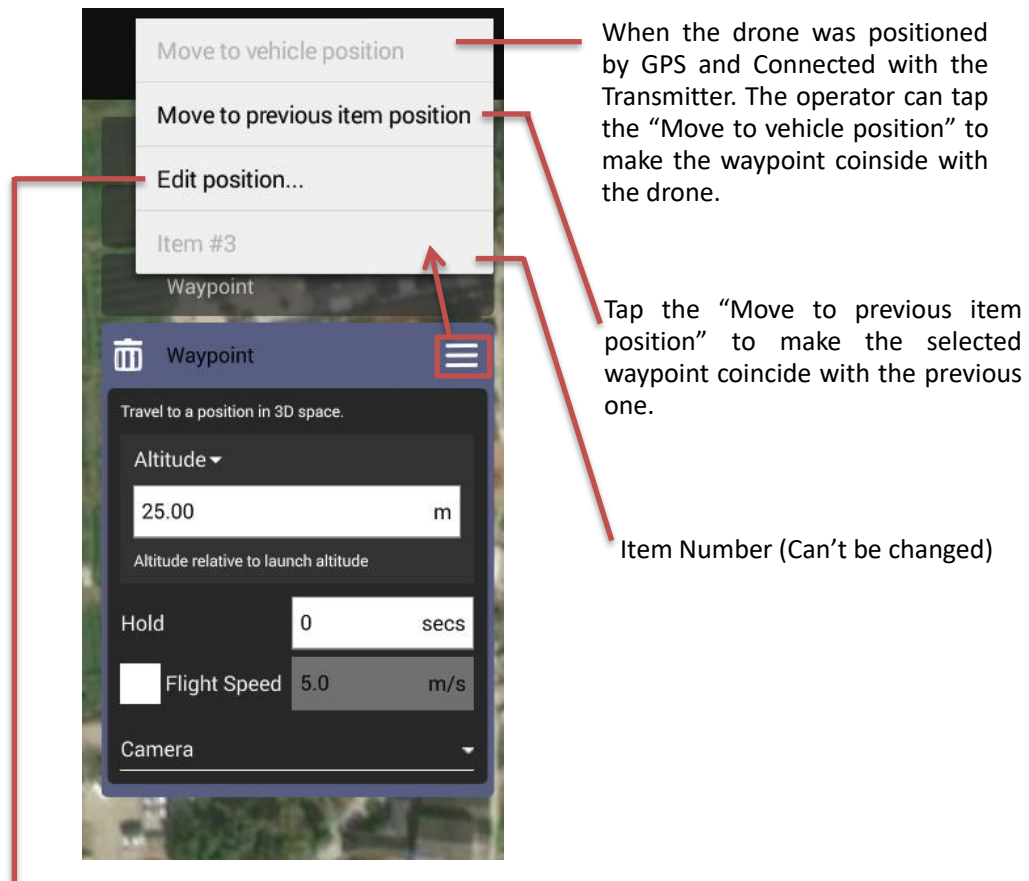 Move to vehicle position
Move to previous item position
Edit position...
Item #3
Waypoint
Waypoint
Travel to a position in 3D space.
Altitude
25.00 m
Altitude relative to launch altitude
Hold 0 secs
Flight Speed 5.0 m/s
Camera
When the drone was positioned
by GPS and Connected with the
Transmitter. The operator can tap
the “Move to vehicle position” to
make the waypoint coinside with
the drone.
Tap the “Move to previous item
position” to make the selected
waypoint coincide with the previous
one.
Item Number (Can’t be changed)